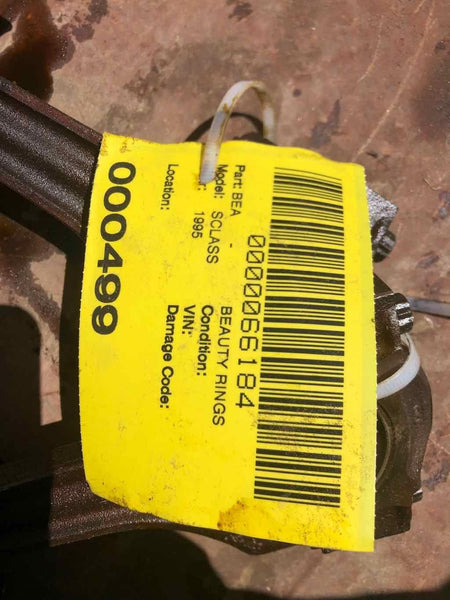 0000066184
Part: BEA - BEAUTY RINGS
Model: SCLASS Condition:
1995 VIN:
Location: Damage Code:
000499